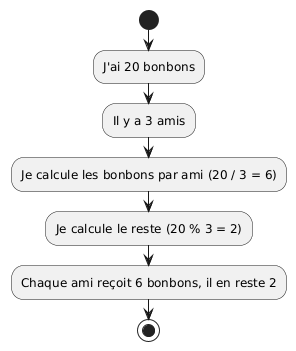 J'ai 20 bonbons
Il y a 3 amis
Je calcule les bonbons par ami (20 / 3 = 6)
Je calcule le reste (20 % 3 = 2)
Chaque ami reçoit 6 bonbons, il en reste 2